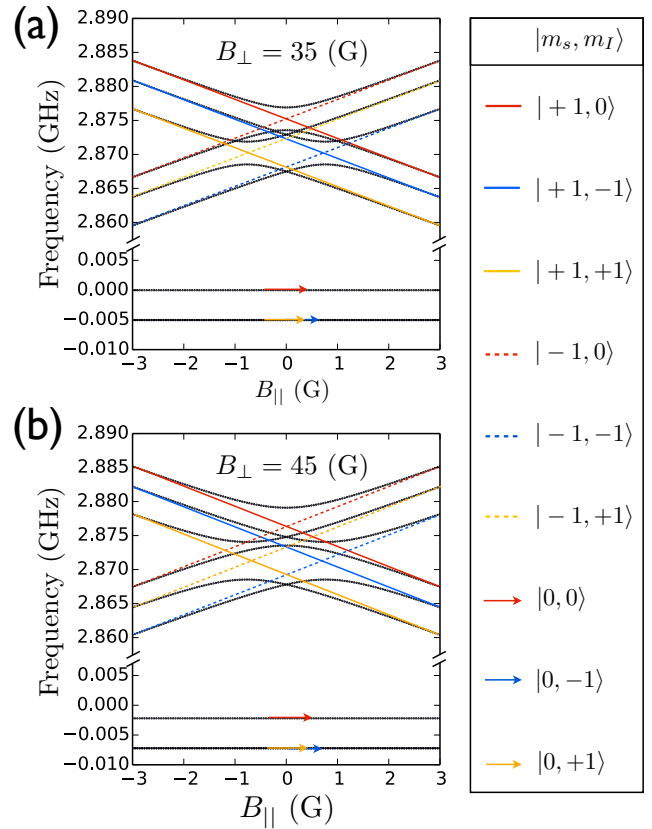 (a)
B⊥ = 35 (G)
Frequency (GHz)
2.890
2.885
2.880
2.875
2.870
2.865
2.860
0.005
0.000
−0.005
−0.010
−3 −2 −1 0 1 2 3
B|| (G)
(b)
B⊥ = 45 (G)
Frequency (GHz)
2.890
2.885
2.880
2.875
2.870
2.865
2.860
0.005
0.000
−0.005
−0.010
−3 −2 −1 0 1 2 3
B|| (G)
|m_s, m_I⟩
| + 1, 0⟩
| + 1, −1⟩
| + 1, +1⟩
| − 1, 0⟩
| − 1, −1⟩
| − 1, +1⟩
|0, 0⟩
|0, −1⟩
|0, +1⟩